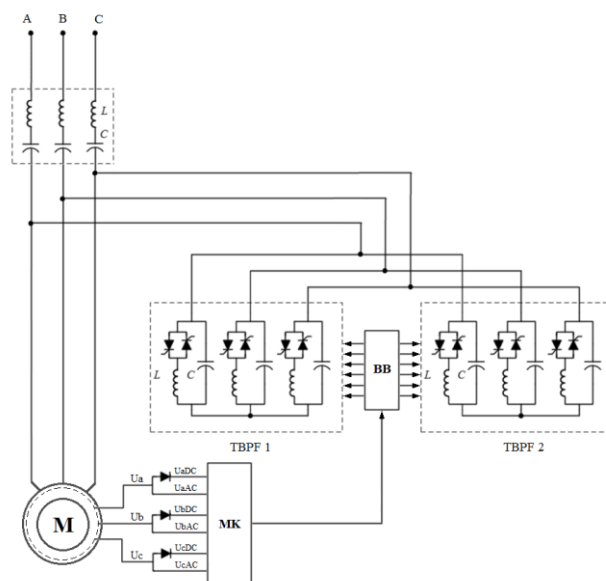 A B C
L
C
L C
BB
L C
TBPF 1
TBPF 2
Ua
UaDC
UaAC
Ub
UbDC
UbAC
Uc
UcDC
UcAC
M
MK